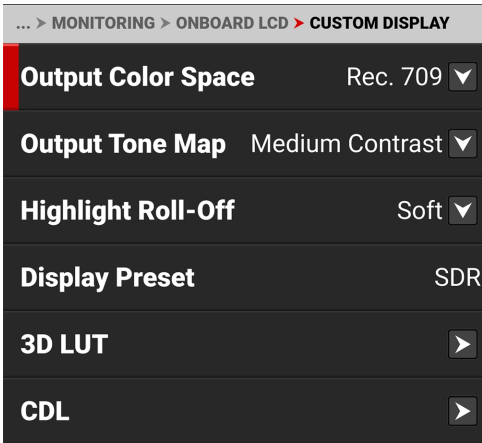 ... > MONITORING > ONBOARD LCD > CUSTOM DISPLAY
Output Color Space Rec. 709
Output Tone Map Medium Contrast
Highlight Roll-Off Soft
Display Preset SDR
3D LUT
CDL